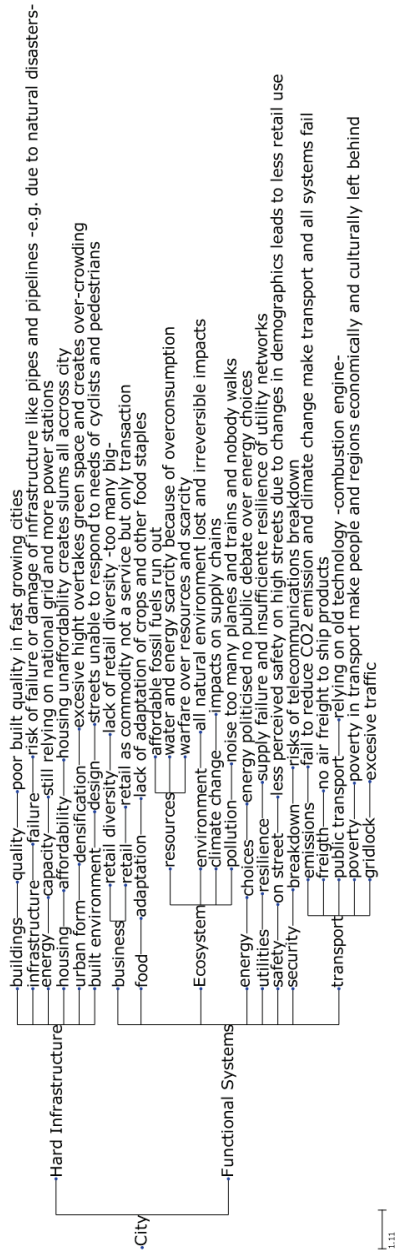 City
Hard Infrastructure
buildings
quality
poor built quality in fast growing cities
infrastructure
failure
risk of failure or damage of infrastructure like pipes and pipelines -e.g. due to natural disasters-
energy
capacity
still relying on national grid and more power stations
housing
affordability
housing unaffordability creates slums all accross city
urban form
densification
excesive hight overtakes green space and creates over-crowding
built environment
design
streets unable to respond to needs of cyclists and pedestrians
Functional Systems
business
retail diversity
lack of retail diversity -too many big-
retail
retail as commodity not a service but only transaction
food
adaptation
lack of adaptation of crops and other food staples
Ecosystem
resources
affordable fossil fuels run out
water and energy scarcity because of overconsumption
warfare over resources and scarcity
environment
all natural environment lost and irreversible impacts
climate change
impacts on supply chains
pollution
noise too many planes and trains and nobody walks
energy
choices
energy politicised no public debate over energy choices
utilities
resilience
supply failure and insufficiente resilience of utility networks
safety
on street
less perceived safety on high streets due to changes in demographics leads to less retail use
security
breakdown
risks of telecommunications breakdown
transport
emissions
fail to reduce CO2 emission and climate change make transport and all systems fail
freigth
no air freight to ship products
public transport
relying on old technology -combustion engine-
poverty
poverty in transport make people and regions economically and culturally left behind
gridlock
excesive traffic
1.11